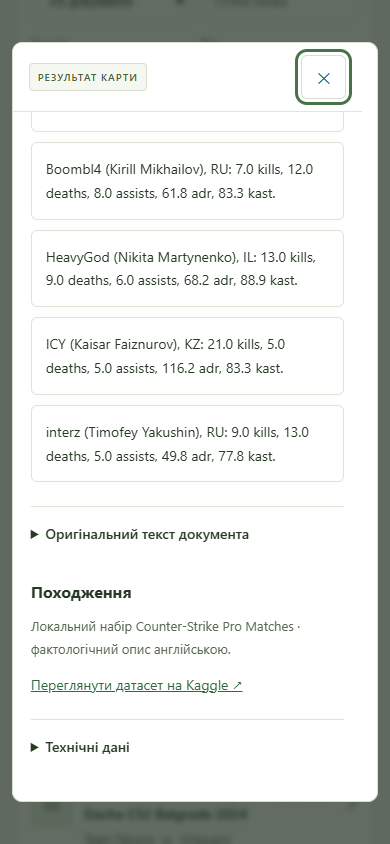 РЕЗУЛЬТАТ КАРТИ
Boombl4 (Kirill Mikhailov), RU: 7.0 kills, 12.0
deaths, 8.0 assists, 61.8 adr, 83.3 kast.
HeavyGod (Nikita Martynenko), IL: 13.0 kills,
9.0 deaths, 6.0 assists, 68.2 adr, 88.9 kast.
ICY (Kaisar Faiznurov), KZ: 21.0 kills, 5.0
deaths, 5.0 assists, 116.2 adr, 83.3 kast.
interz (Timofey Yakushin), RU: 9.0 kills, 13.0
deaths, 5.0 assists, 49.8 adr, 77.8 kast.
▶ Оригінальний текст документа
Походження
Локальний набір Counter-Strike Pro Matches ·
фактологічний опис англійською.
Переглянути датасет на Kaggle ↗
▶ Технічні дані